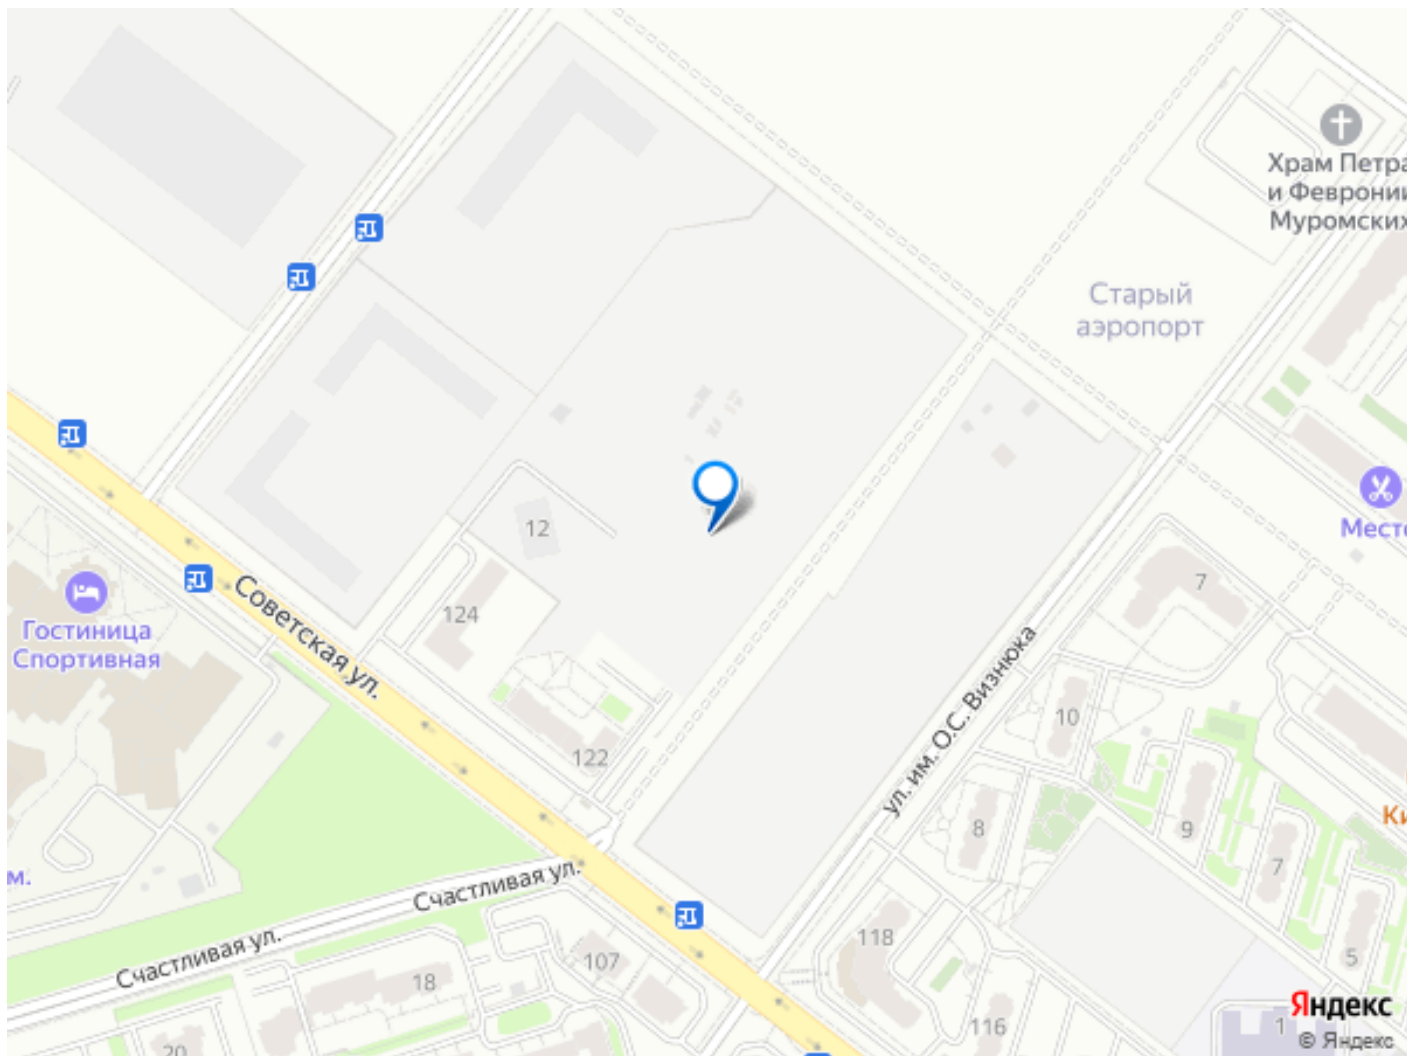 Храм Петра
и Февронии
Муромских
Старый
аэропорт
Место
12
7
124
Гостиница
Спортивная
Советская ул.
ул. им. О.С. Визнюка
10
122
8
9
Ки
7
м.
Счастливая ул.
118
Счастливая ул.
107
5
18
116
1
Яндекс
© Яндекс
20